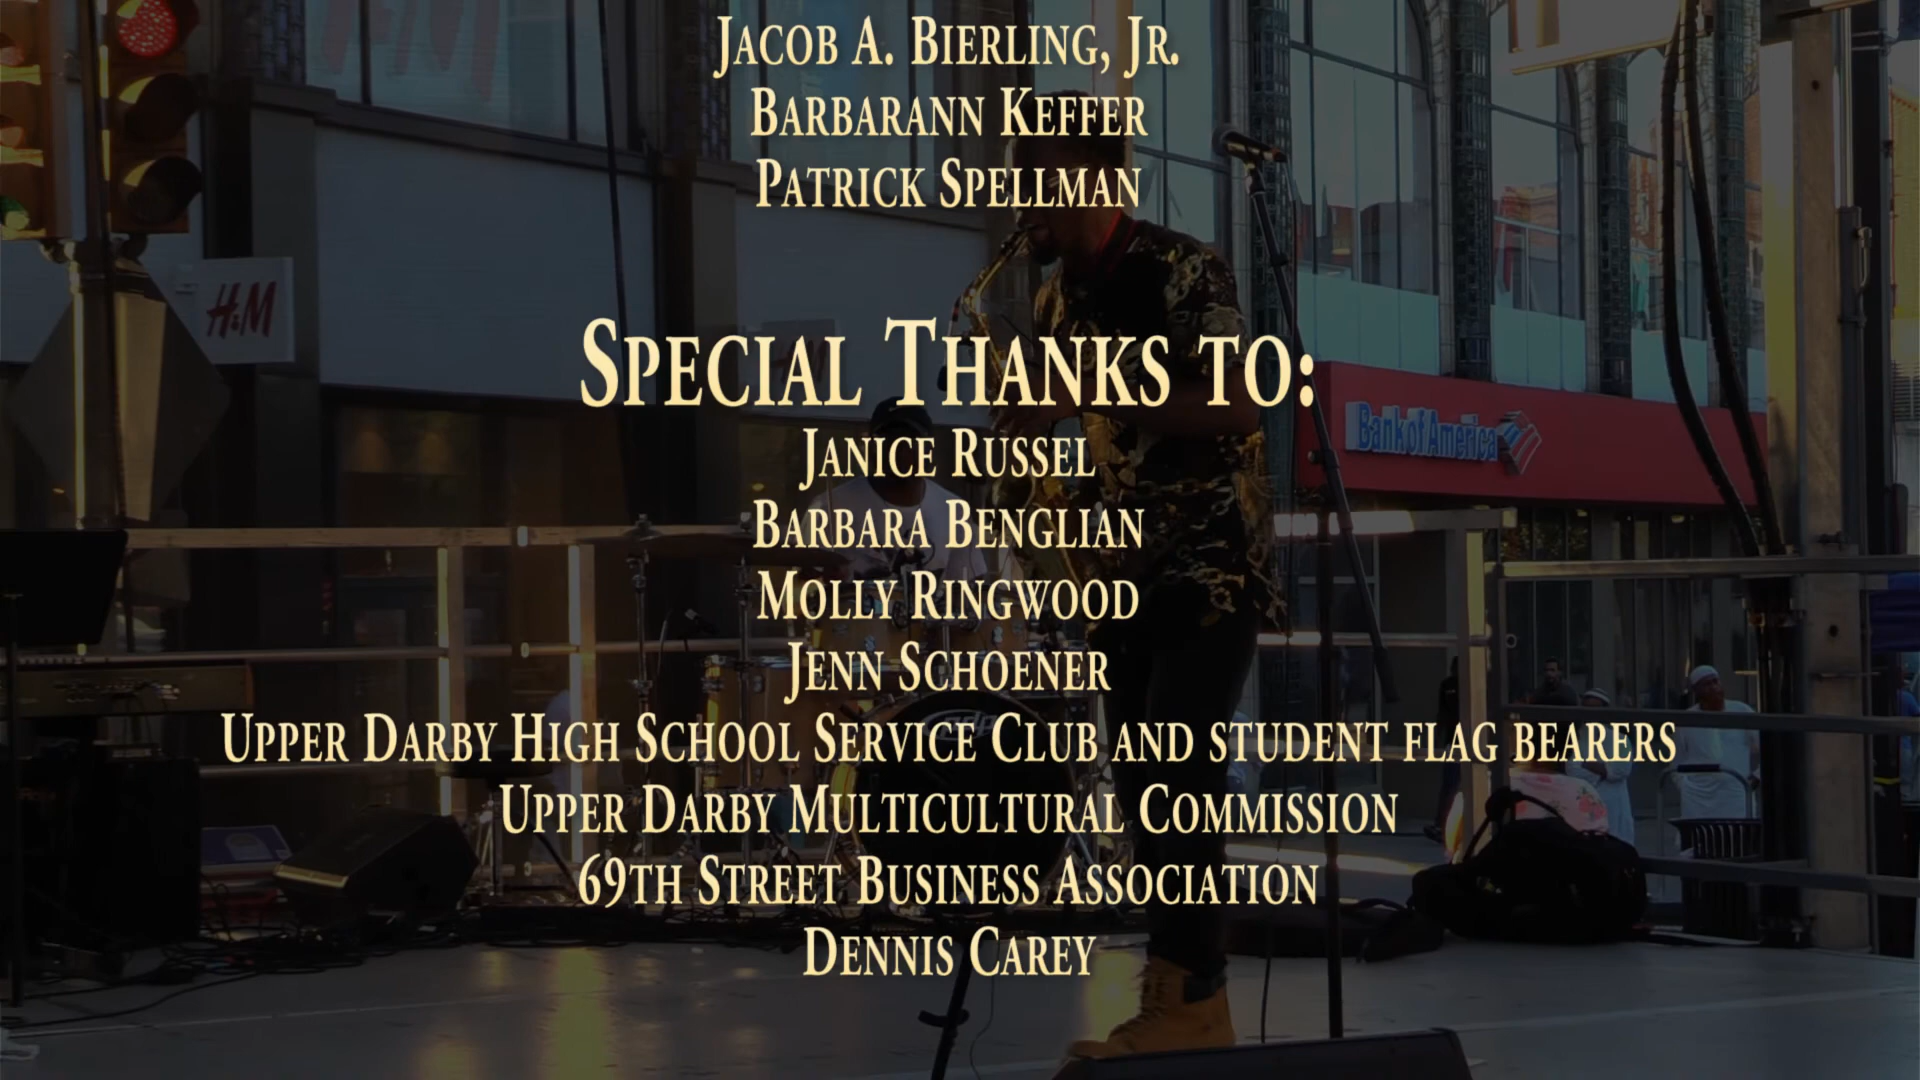 Jacob A. Bierling, Jr.
Barbarann Keffer
Patrick Spellman
Special Thanks to:
Janice Russel
Barbara Benglian
Molly Ringwood
Jenn Schoener
Upper Darby High School Service Club and student flag bearers
Upper Darby Multicultural Commission
69th Street Business Association
Dennis Carey
H&M
H&M
Bank of America